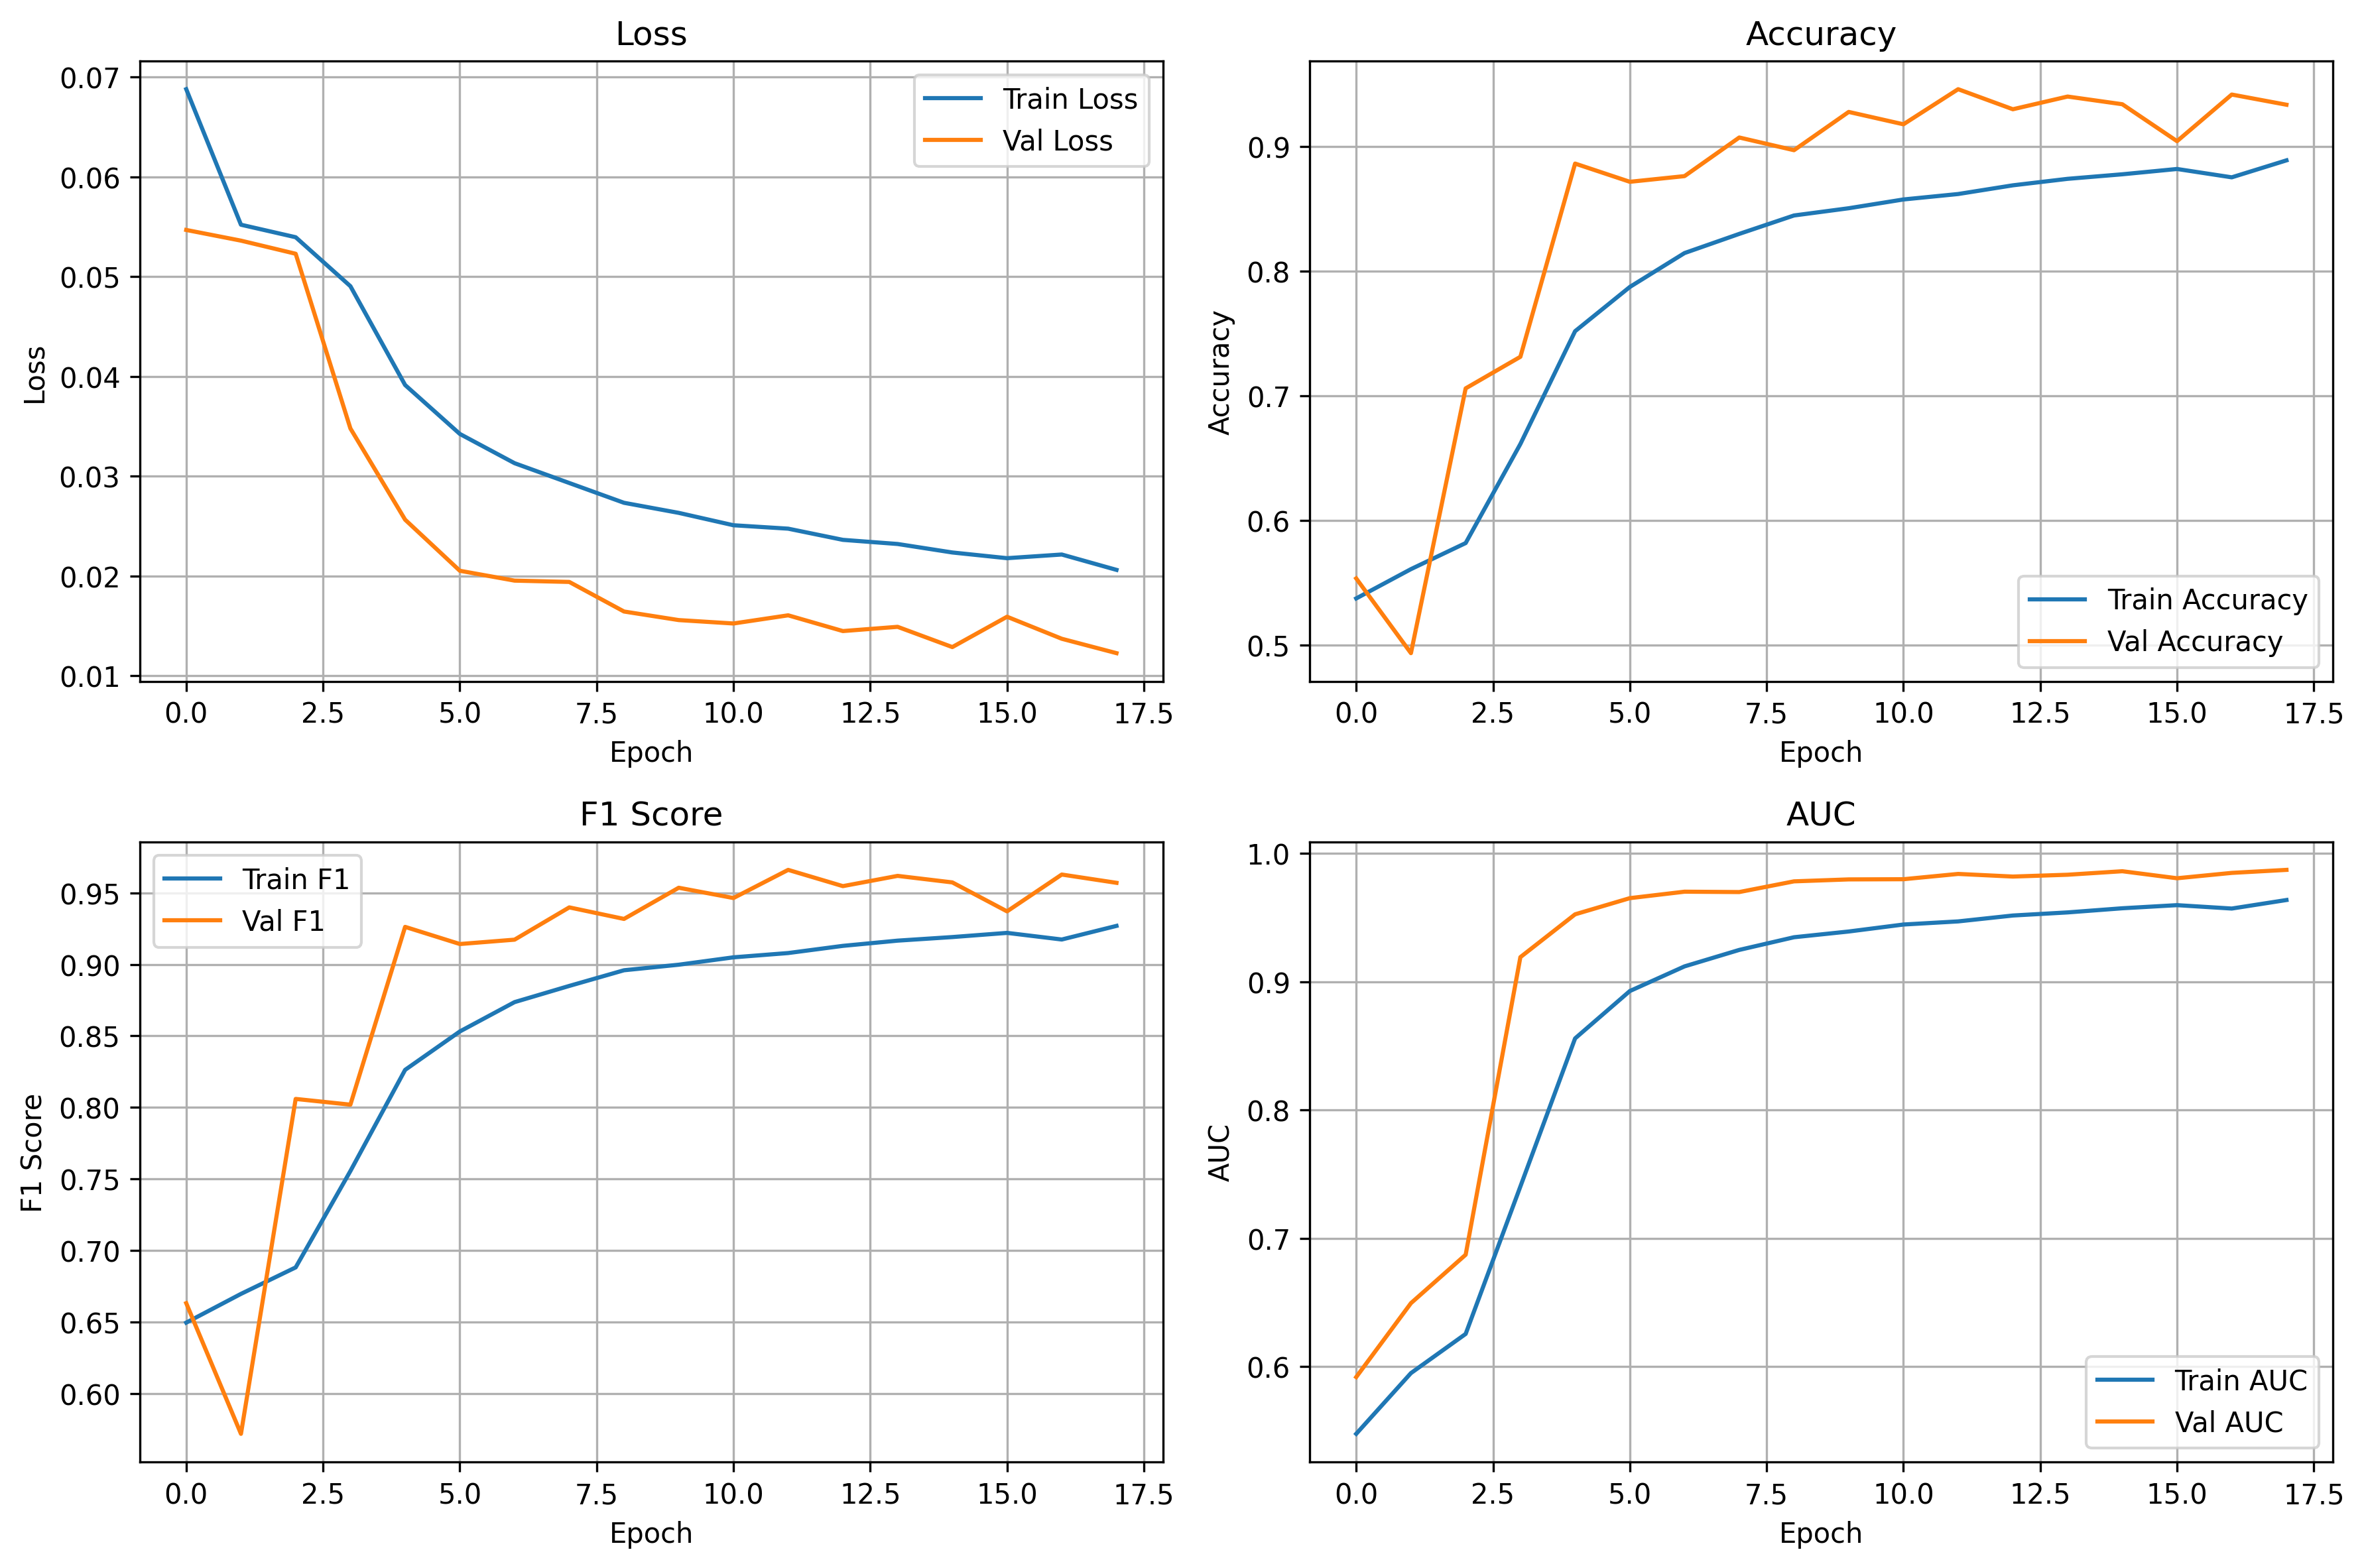 Loss
0.07
0.06
0.05
0.04
0.03
0.02
0.01
Loss
Train Loss
Val Loss
0.0 2.5 5.0 7.5 10.0 12.5 15.0 17.5
Epoch
Accuracy
0.9
0.8
0.7
0.6
0.5
Accuracy
Train Accuracy
Val Accuracy
0.0 2.5 5.0 7.5 10.0 12.5 15.0 17.5
Epoch
F1 Score
0.95
0.90
0.85
0.80
0.75
0.70
0.65
0.60
F1 Score
Train F1
Val F1
0.0 2.5 5.0 7.5 10.0 12.5 15.0 17.5
Epoch
AUC
1.0
0.9
0.8
0.7
0.6
AUC
Train AUC
Val AUC
0.0 2.5 5.0 7.5 10.0 12.5 15.0 17.5
Epoch